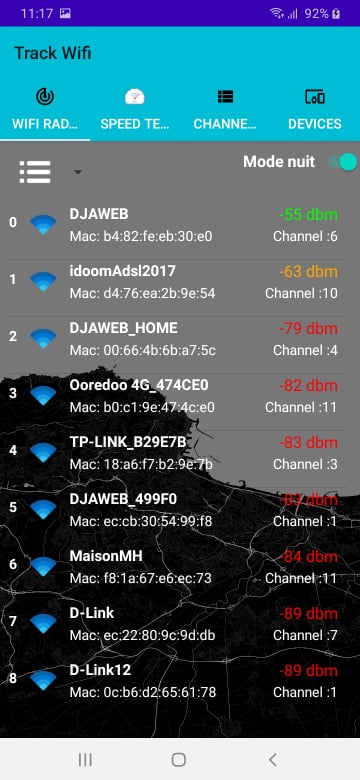 11:17 92%
Track Wifi
WIFI RAD... SPEED TE... CHANNE... DEVICES
Mode nuit
0 DJAWEB -55 dbm
Mac: b4:82:fe:eb:30:e0 Channel :6
1 idoomAdsl2017 -63 dbm
Mac: d4:76:ea:2b:9e:54 Channel :10
2 DJAWEB_HOME -79 dbm
Mac: 00:66:4b:6b:a7:5c Channel :4
3 Ooredoo 4G_474CE0 -82 dbm
Mac: b0:c1:9e:47:4c:e0 Channel :11
4 TP-LINK_B29E7B -83 dbm
Mac: 18:a6:f7:b2:9e:7b Channel :3
5 DJAWEB_499F0 -83 dbm
Mac: ec:cb:30:54:99:f8 Channel :1
6 MaisonMH -84 dbm
Mac: f8:1a:67:e6:ec:73 Channel :11
7 D-Link -89 dbm
Mac: ec:22:80:9c:9d:db Channel :7
8 D-Link12 -89 dbm
Mac: 0c:b6:d2:65:61:78 Channel :1